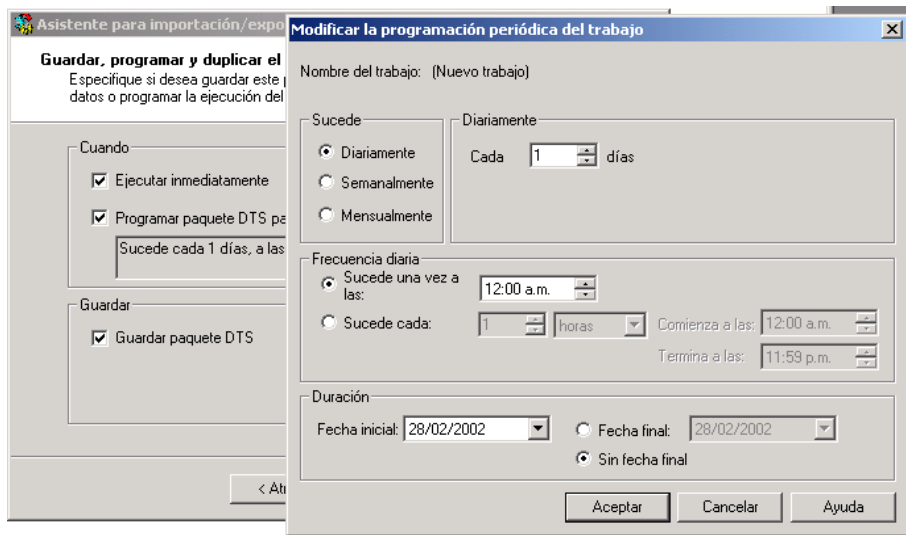 Asistente para importación/expo
Guardar, programar y duplicar el
Especifique si desea guardar este
datos o programar la ejecución del
Cuando
Ejecutar inmediatamente
Programar paquete DTS pa
Sucede cada 1 días, a las
Guardar
Guardar paquete DTS
< At
Modificar la programación periódica del trabajo
Nombre del trabajo: (Nuevo trabajo)
Sucede
Diariamente
Semanalmente
Mensualmente
Diariamente
Cada 1 días
Frecuencia diaria
Sucede una vez a
las: 12:00 a.m.
Sucede cada: 1 horas
Comienza a las: 12:00 a.m.
Termina a las: 11:59 p.m.
Duración
Fecha inicial: 28/02/2002
Fecha final: 28/02/2002
Sin fecha final
Aceptar
Cancelar
Ayuda